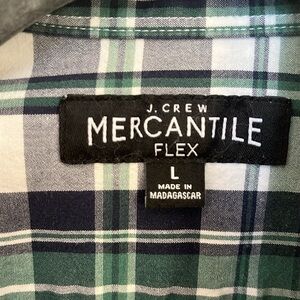 J. CREW
MERCANTILE
FLEX
L
MADE IN
MADAGASCAR